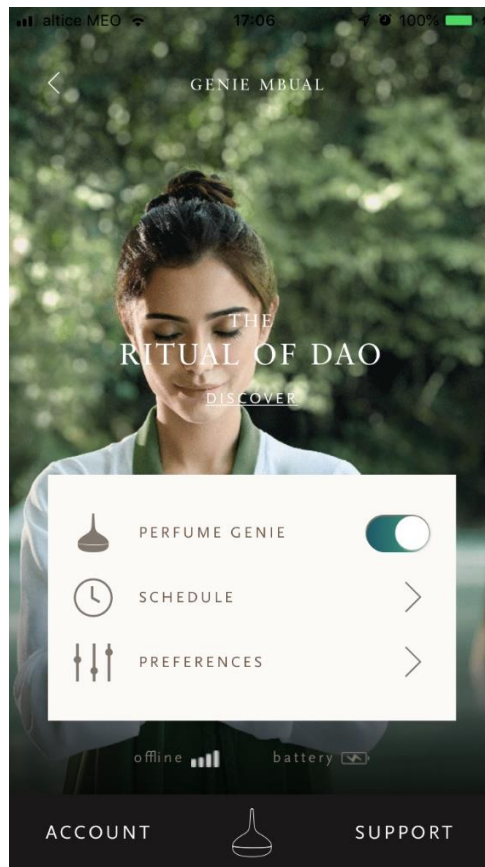 altice MEO 17:06 100%
GENIE MBUAL
THE
RITUAL OF DAO
DISCOVER
PERFUME GENIE
SCHEDULE
PREFERENCES
offline battery
ACCOUNT SUPPORT